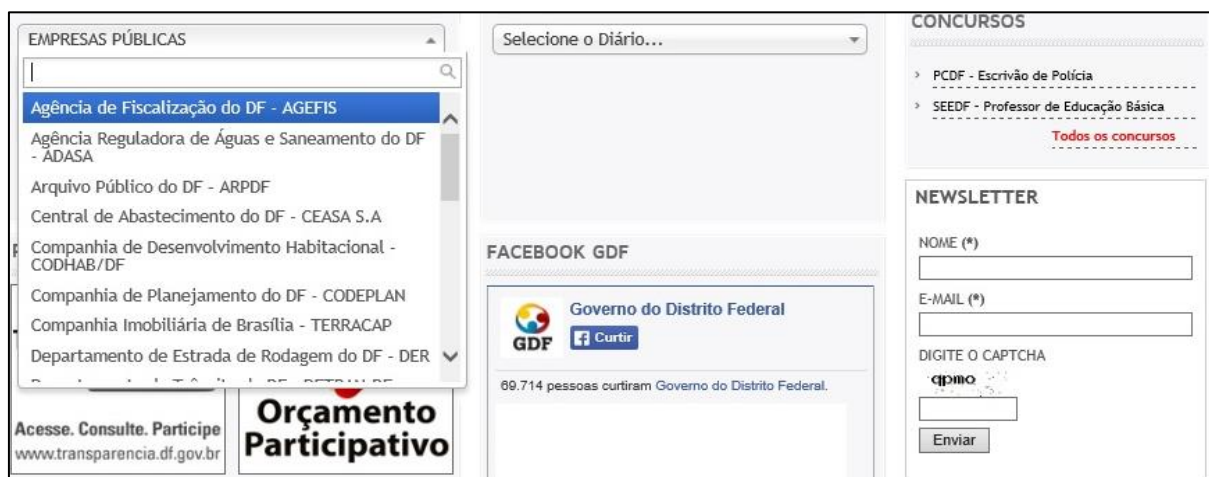 EMPRESAS PÚBLICAS
Agência de Fiscalização do DF - AGEFIS
Agência Reguladora de Águas e Saneamento do DF
- ADASA
Arquivo Público do DF - ARPDF
Central de Abastecimento do DF - CEASA S.A
Companhia de Desenvolvimento Habitacional -
CODHAB/DF
Companhia de Planejamento do DF - CODEPLAN
Companhia Imobiliária de Brasília - TERRACAP
Departamento de Estrada de Rodagem do DF - DER
Acesse. Consulte. Participe
www.transparencia.df.gov.br
Orçamento
Participativo
Selecione o Diário...
FACEBOOK GDF
GDF
Governo do Distrito Federal
Curtir
69.714 pessoas curtiram Governo do Distrito Federal.
CONCURSOS
PCDF - Escrivão de Polícia
SEEDF - Professor de Educação Básica
Todos os concursos
NEWSLETTER
NOME (*)
E-MAIL (*)
DIGITE O CAPTCHA
qpmo
Enviar